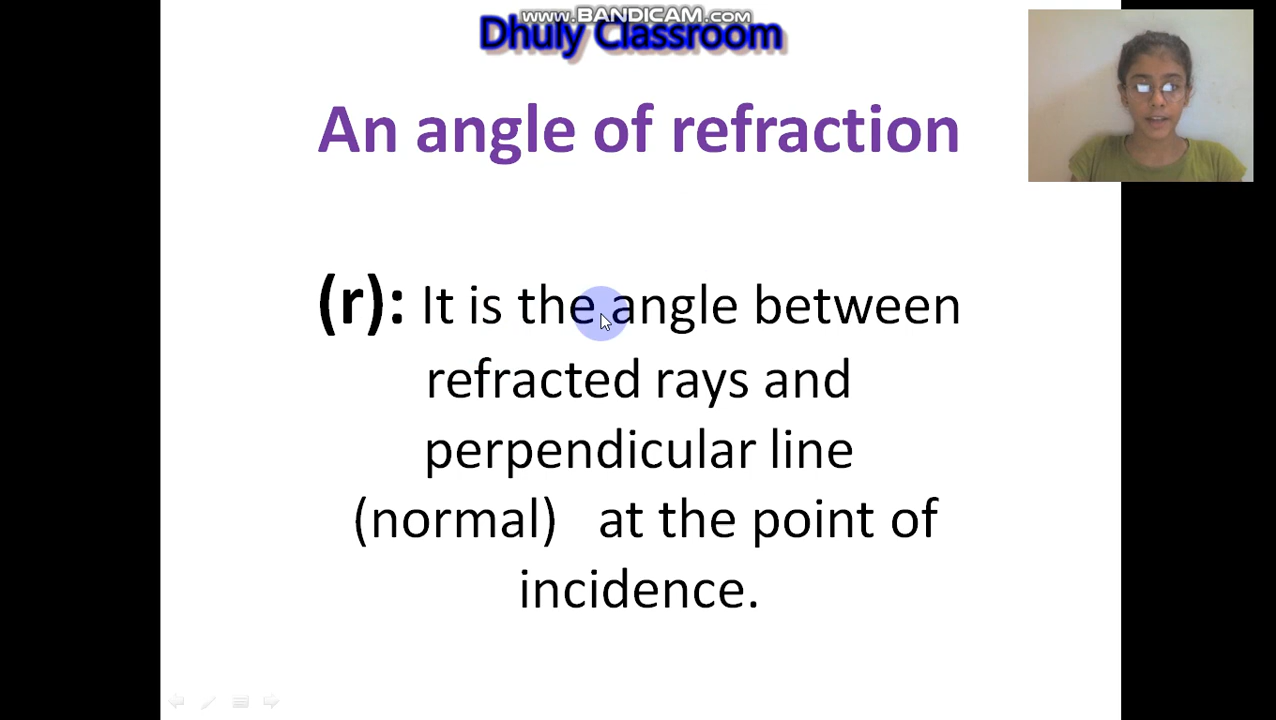 www.BANDICAM.com
Dhuly Classroom
An angle of refraction
(r): It is the angle between
refracted rays and
perpendicular line
(normal) at the point of
incidence.